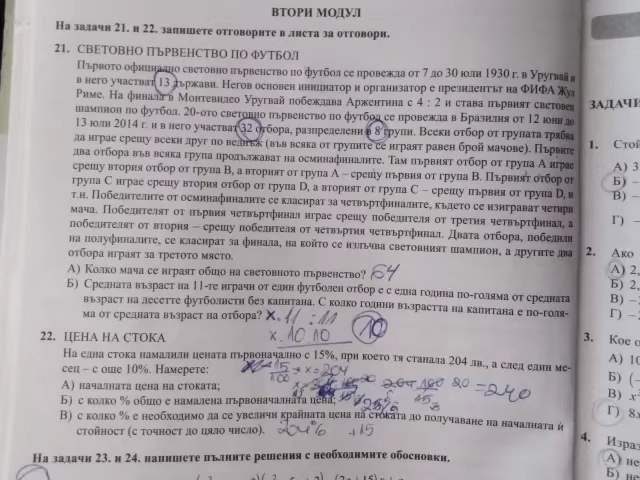 ВТОРИ МОДУЛ
На задачи 21. и 22. запишете отговорите в листа за отговори.
21. СВЕТОВНО ПЪРВЕНСТВО ПО ФУТБОЛ
Първото официално световно първенство по футбол се провежда от 7 до 30 юли 1930 г. в Уругвай и
в него участват 13 държави. Негов основен инициатор и организатор е президентът на ФИФА Жул
Риме. На финала в Монтевидео Уругвай побеждава Аржентина с 4 : 2 и става първият световен
шампион по футбол. 20-ото световно първенство по футбол се провежда в Бразилия от 12 юни до
13 юли 2014 г. и в него участват 32 отбора, разпределени в 8 групи. Всеки отбор от групата трябва
да играе срещу всеки друг по веднъж (във всяка от групите се играят равен брой мачове). Първите
два отбора във всяка група продължават на осминафиналите. Там първият отбор от група A играе
срещу втория отбор от група B, а вторият от група A – срещу първия от група B. Първият отбор от
група C играе срещу втория отбор от група D, а вторият от група C – срещу първия от група D, и
т.н. Победителите от осминафиналите се класират за четвъртфиналите, където се изиграват четири
мача. Победителят от първия четвъртфинал играе срещу победителя от третия четвъртфинал, а
победителят от втория – срещу победителя от четвъртия четвъртфинал. Двата отбора, победили
на полуфиналите, се класират за финала, на който се излъчва световният шампион, а другите два
отбора играят за третото място.
А) Колко мача се играят общо на световното първенство? 64
Б) Средната възраст на 11-те играчи от един футболен отбор е с една година по-голяма от средната
възраст на десетте футболисти без капитана. С колко години възрастта на капитана е по-голя-
ма от средната възраст на отбора? x.11 :11
x.10 10 10
22. ЦЕНА НА СТОКА
На една стока намалили цената първоначално с 15%, при което тя станала 204 лв., а след един ме-
сец – с още 10%. Намерете:
А) началната цена на стоката; =240
Б) с колко % общо е намалена първоначалната цена;
В) с колко % е необходимо да се увеличи крайната цена на стоката до получаване на началната ѝ
стойност (с точност до цяло число).
На задачи 23. и 24. напишете пълните решения с необходимите обосновки.
ЗАДАЧИ
1. Стой
А) 3
Б) –
В) –
Г) –
2. Ако
А) 2,
Б) 2,
В) –
Г) –
3. Кое о
А) 10
Б) (–
В) x
Г) 8x
4. Изра
А) не
Б) не